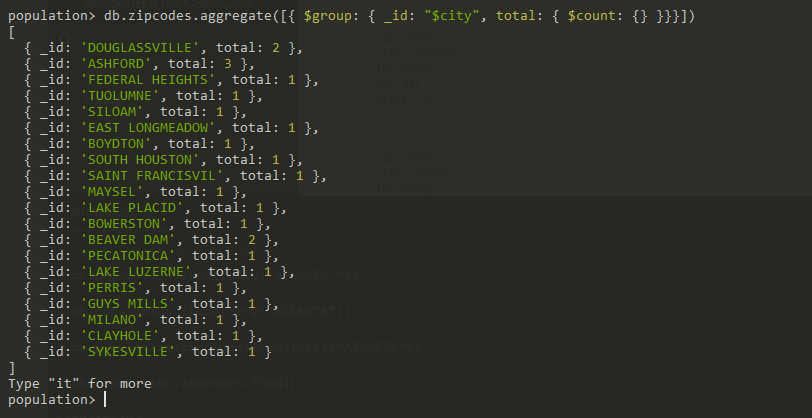 population> db.zipcodes.aggregate([{ $group: { _id: "$city", total: { $count: {} }}}])
[
  { _id: 'DOUGLASSVILLE', total: 2 },
  { _id: 'ASHFORD', total: 3 },
  { _id: 'FEDERAL HEIGHTS', total: 1 },
  { _id: 'TUOLUMNE', total: 1 },
  { _id: 'SILOAM', total: 1 },
  { _id: 'EAST LONGMEADOW', total: 1 },
  { _id: 'BOYDTON', total: 1 },
  { _id: 'SOUTH HOUSTON', total: 1 },
  { _id: 'SAINT FRANCISVIL', total: 1 },
  { _id: 'MAYSEL', total: 1 },
  { _id: 'LAKE PLACID', total: 1 },
  { _id: 'BOWERSTON', total: 1 },
  { _id: 'BEAVER DAM', total: 2 },
  { _id: 'PECATONICA', total: 1 },
  { _id: 'LAKE LUZERNE', total: 1 },
  { _id: 'PERRIS', total: 1 },
  { _id: 'GUYS MILLS', total: 1 },
  { _id: 'MILANO', total: 1 },
  { _id: 'CLAYHOLE', total: 1 },
  { _id: 'SYKESVILLE', total: 1 }
]
Type "it" for more
population>